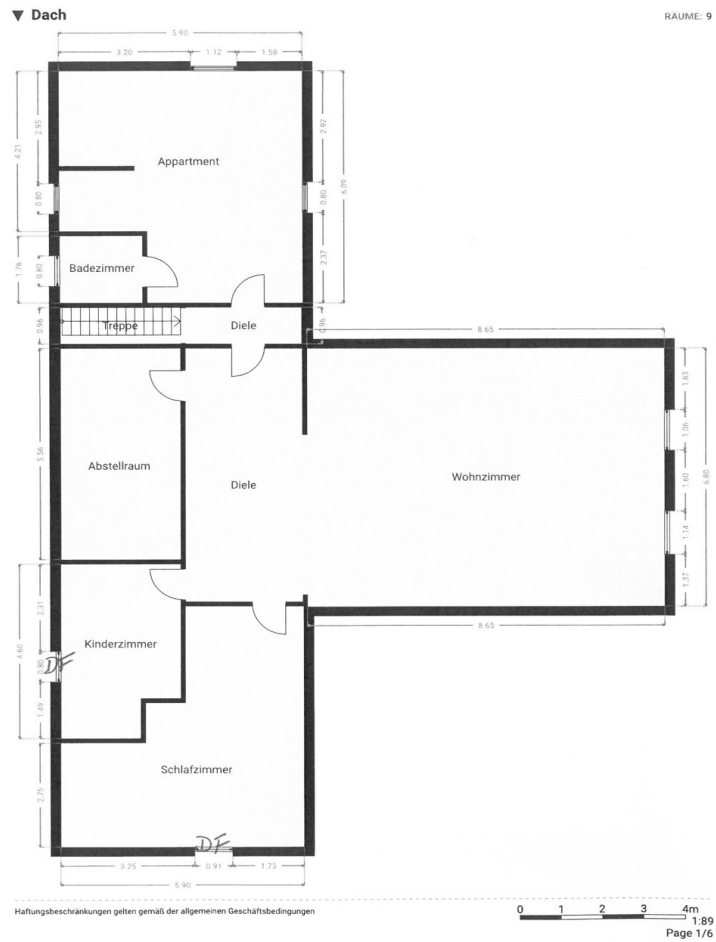 ▼ Dach
RÄUME: 9
5.90
3.20 1.12 1.58
2.95
4.21
0.80
2.92
0.80
6.09
2.37
Appartment
1.76
0.80
Badezimmer
0.96
Treppe
Diele
0.96
8.65
5.56
Abstellraum
Diele
Wohnzimmer
1.63
1.06
1.60
6.80
1.14
1.37
8.65
2.31
4.60
0.80
DF
1.49
Kinderzimmer
2.75
Schlafzimmer
DF
3.25 0.91 1.73
5.90
Haftungsbeschränkungen gelten gemäß der allgemeinen Geschäftsbedingungen
0 1 2 3 4m
1:89
Page 1/6